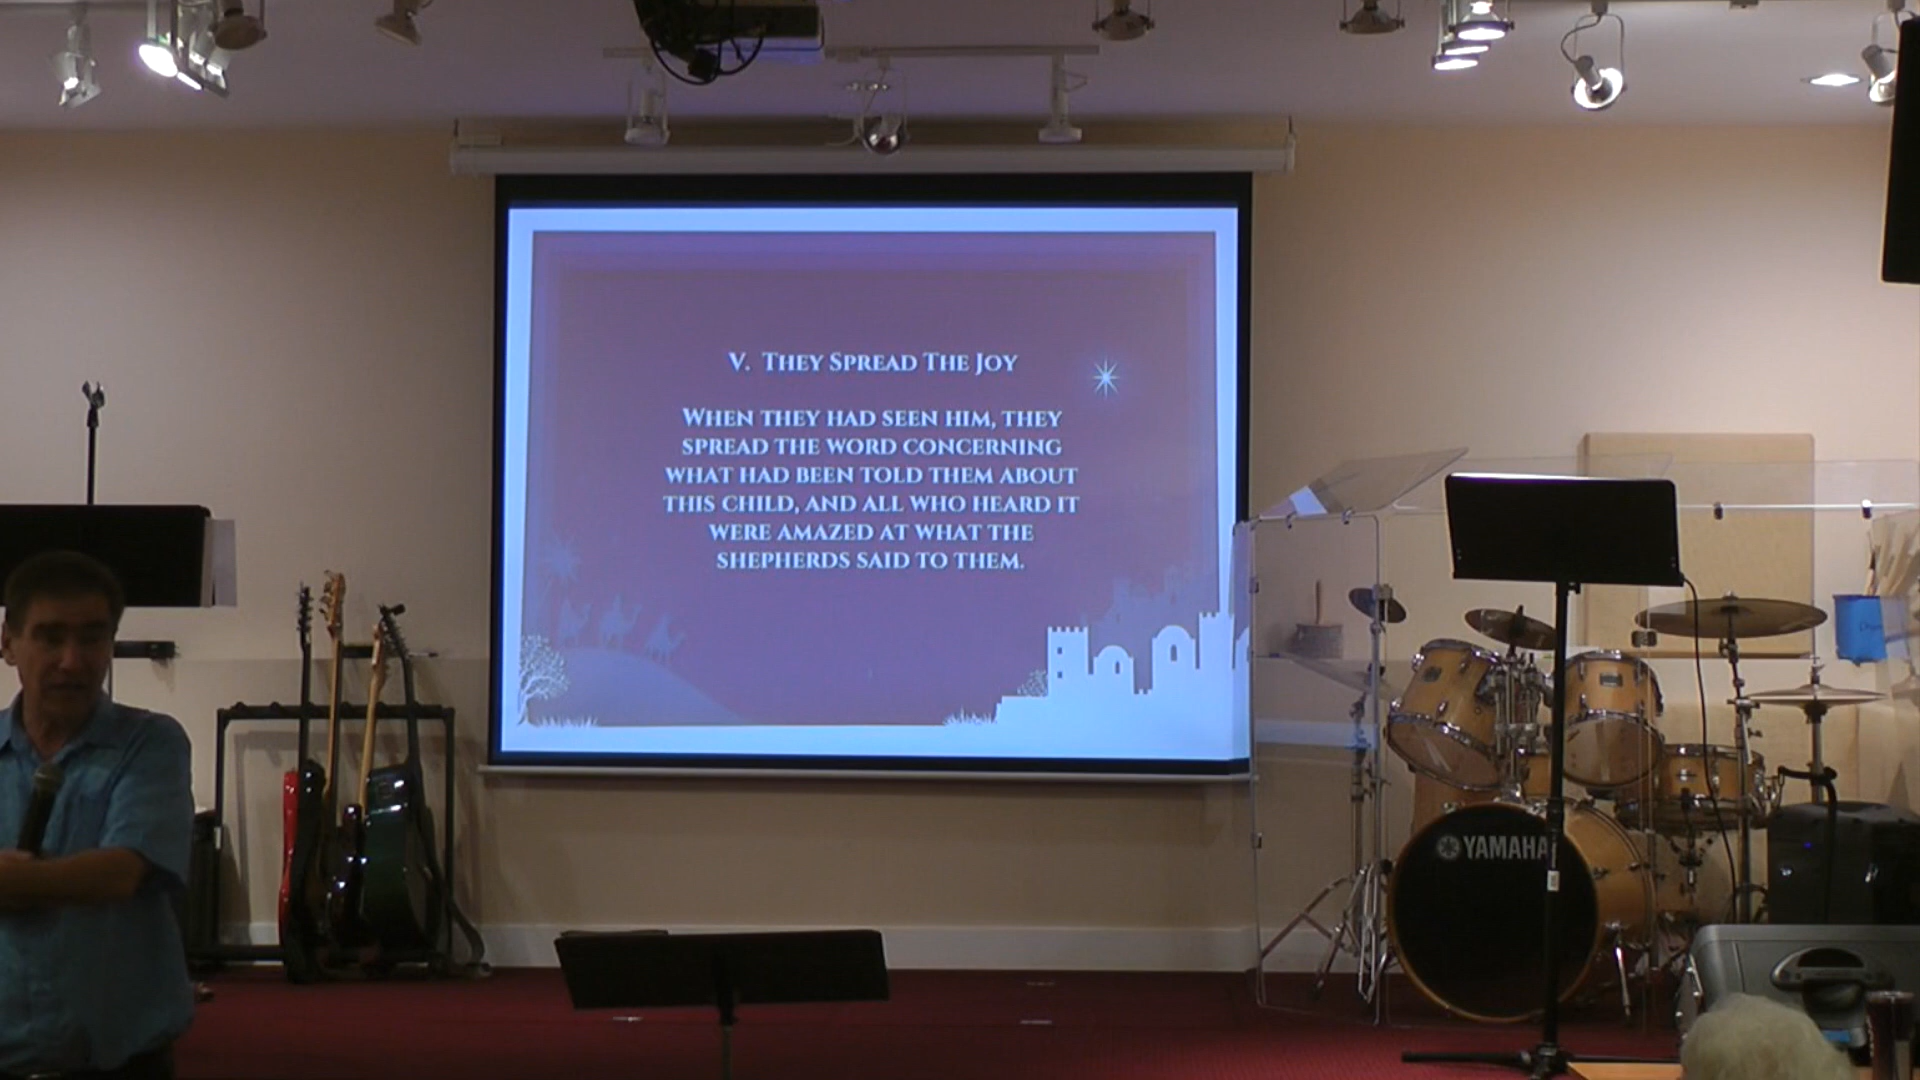 V. They Spread The Joy
When they had seen him, they
spread the word concerning
what had been told them about
this child, and all who heard it
were amazed at what the
shepherds said to them.
YAMAHA